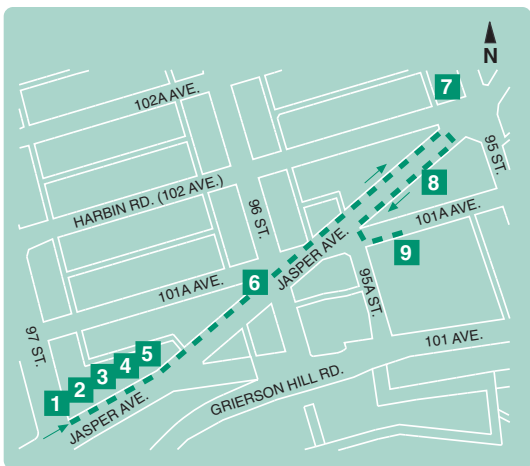 N
7
102A AVE.
95 ST.
8
HARBIN RD. (102 AVE.)
96 ST.
101A AVE.
9
JASPER AVE.
6
101A AVE.
95A ST.
97 ST.
101 AVE.
5
4
3
2
1
GRIERSON HILL RD.
JASPER AVE.